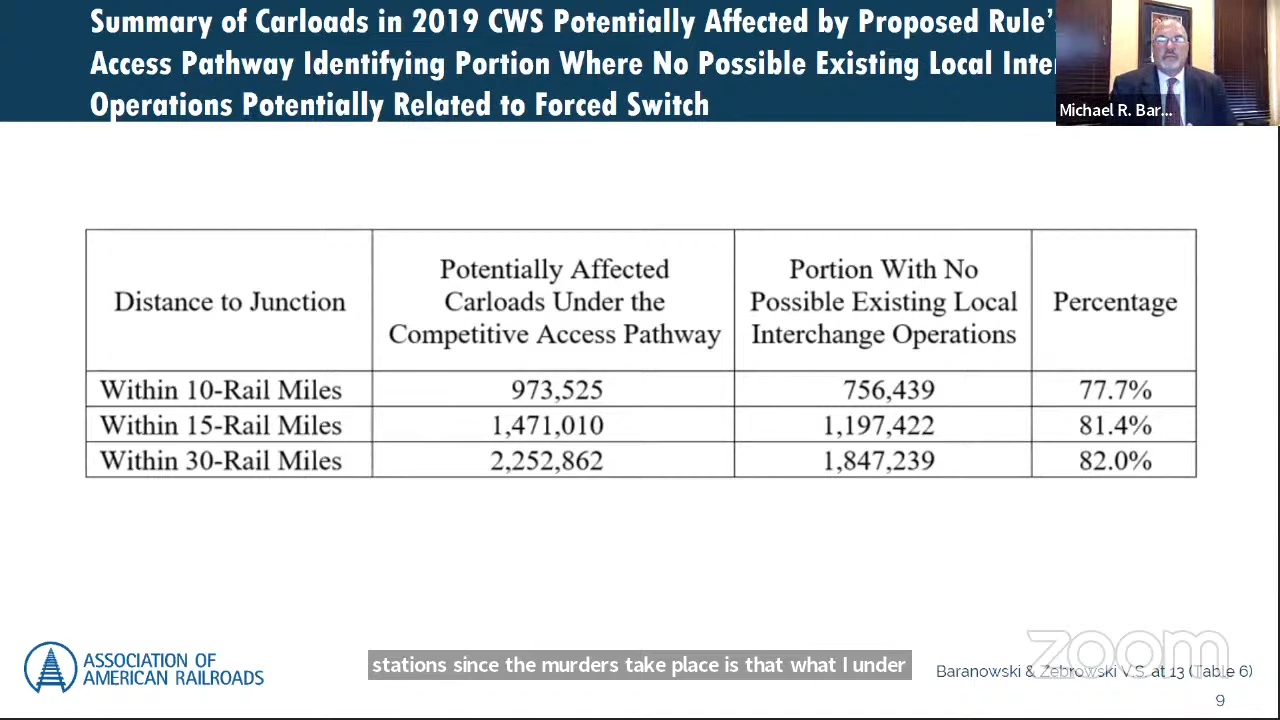 Summary of Carloads in 2019 CWS Potentially Affected by Proposed Rule'
Access Pathway Identifying Portion Where No Possible Existing Local Inter
Operations Potentially Related to Forced Switch
Michael R. Bar...
Distance to Junction
Potentially Affected
Carloads Under the
Competitive Access Pathway
Portion With No
Possible Existing Local
Interchange Operations
Percentage
Within 10-Rail Miles 973,525 756,439 77.7%
Within 15-Rail Miles 1,471,010 1,197,422 81.4%
Within 30-Rail Miles 2,252,862 1,847,239 82.0%
ASSOCIATION OF
AMERICAN RAILROADS
stations since the murders take place is that what I under
zoom
Baranowski & Zebrowski V.S. at 13 (Table 6)
9